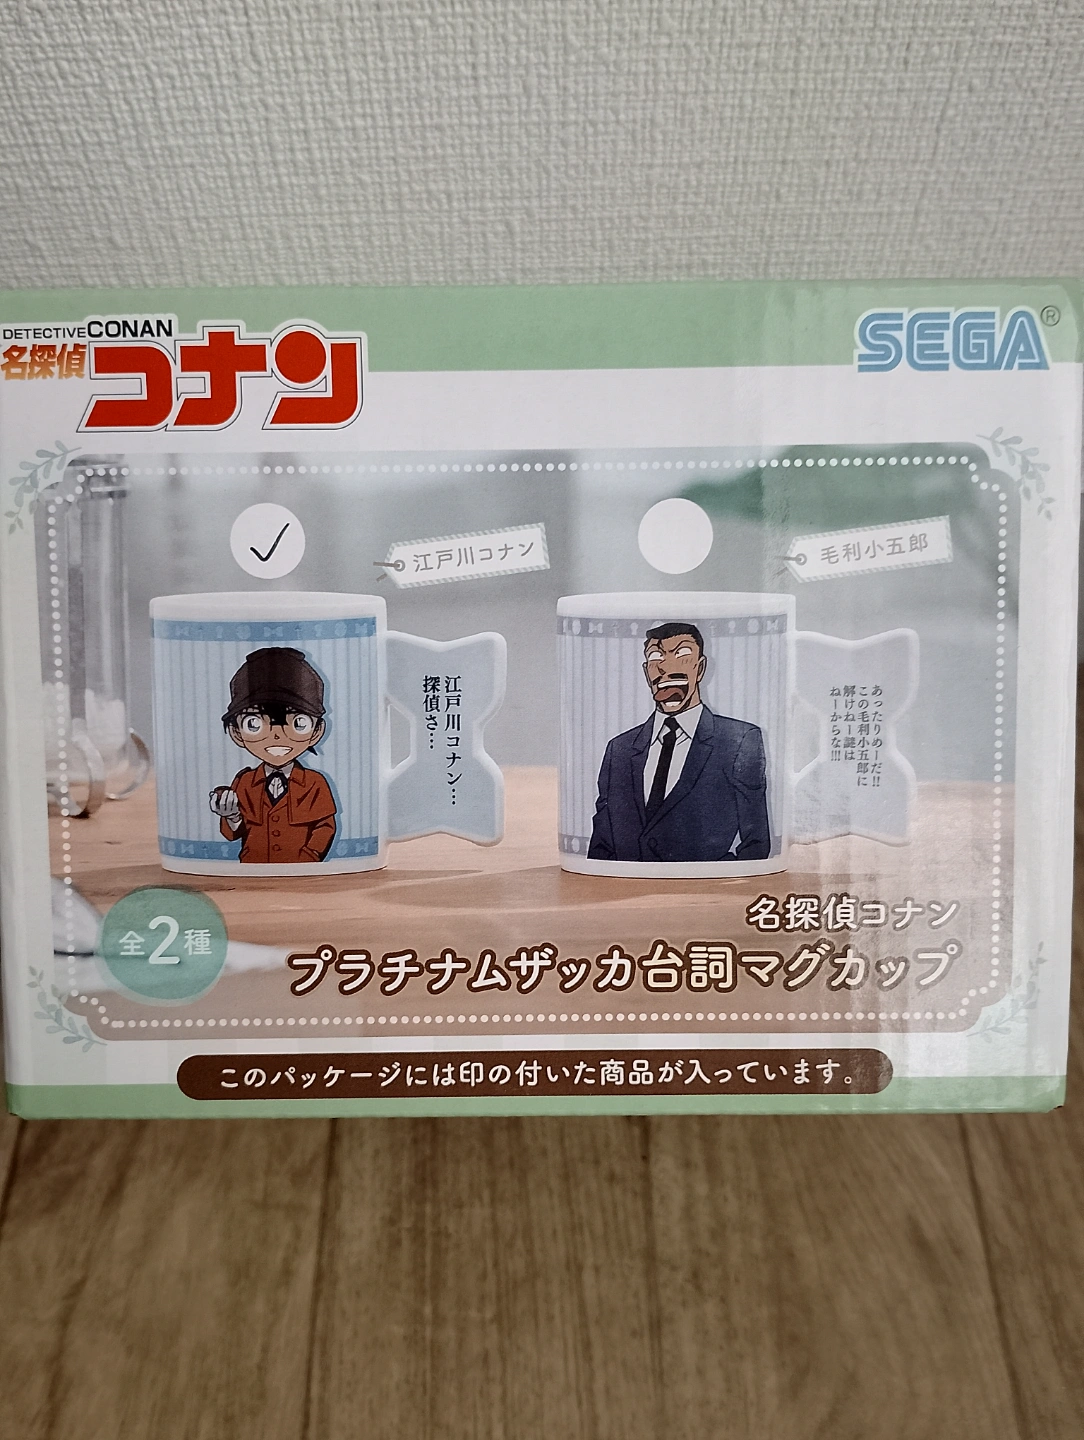 DETECTIVE CONAN
名探偵
コナン
SEGA®
江戸川コナン
毛利小五郎
江戸川コナン…
探偵さ…
あったりめーだ!!
この毛利小五郎に
解けねー謎は
ねーからな!!!
全2種
名探偵コナン
プラチナムザッカ台詞マグカップ
このパッケージには印の付いた商品が入っています。